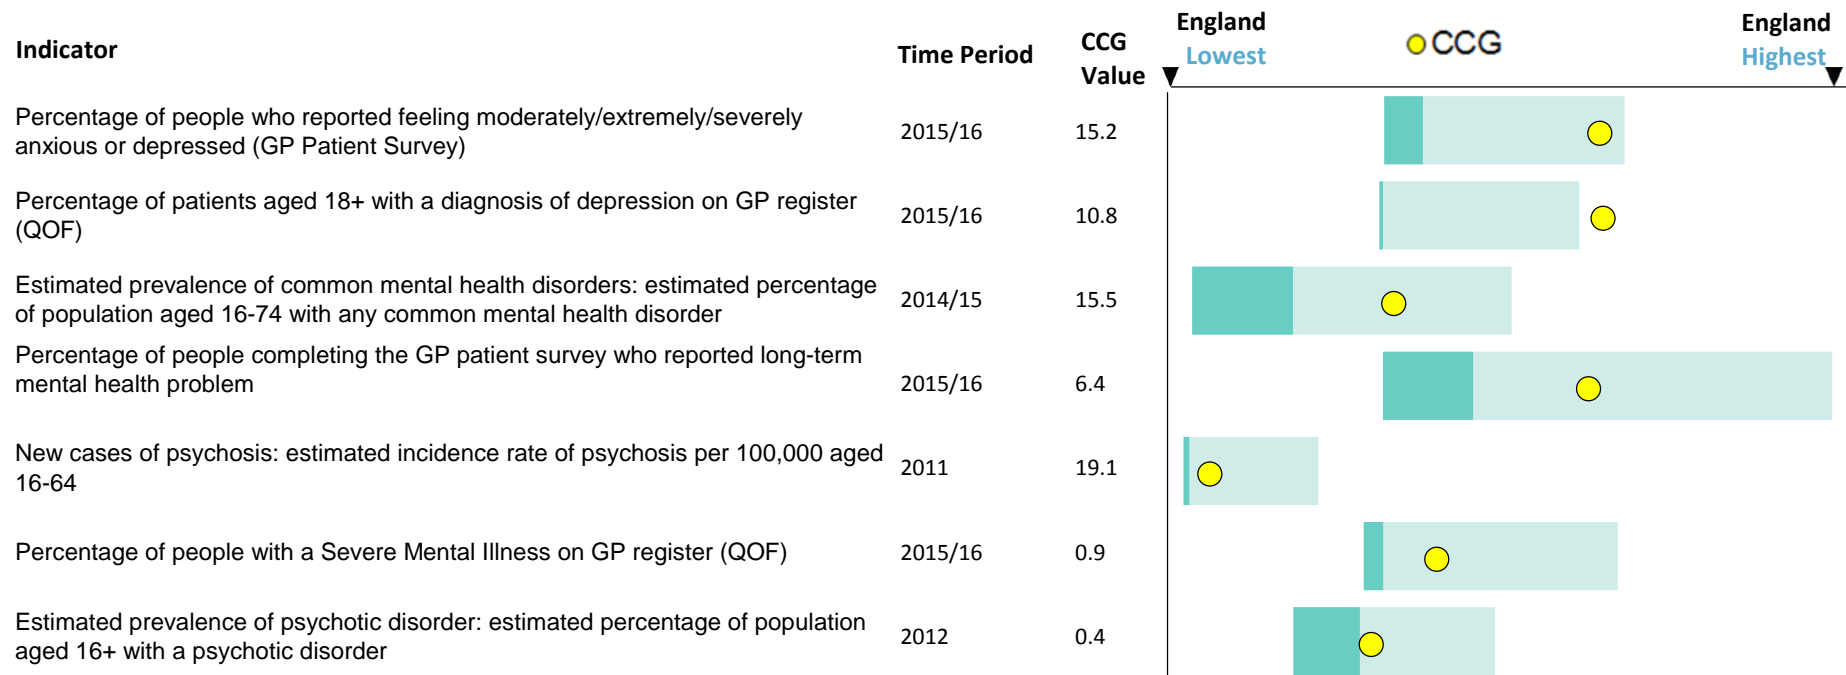 Indicator
Time Period
CCG
Value
England
Lowest
CCG
England
Highest
Percentage of people who reported feeling moderately/extremely/severely
anxious or depressed (GP Patient Survey)
2015/16
15.2
Percentage of patients aged 18+ with a diagnosis of depression on GP register
(QOF)
2015/16
10.8
Estimated prevalence of common mental health disorders: estimated percentage
of population aged 16-74 with any common mental health disorder
2014/15
15.5
Percentage of people completing the GP patient survey who reported long-term
mental health problem
2015/16
6.4
New cases of psychosis: estimated incidence rate of psychosis per 100,000 aged
16-64
2011
19.1
Percentage of people with a Severe Mental Illness on GP register (QOF)
2015/16
0.9
Estimated prevalence of psychotic disorder: estimated percentage of population
aged 16+ with a psychotic disorder
2012
0.4